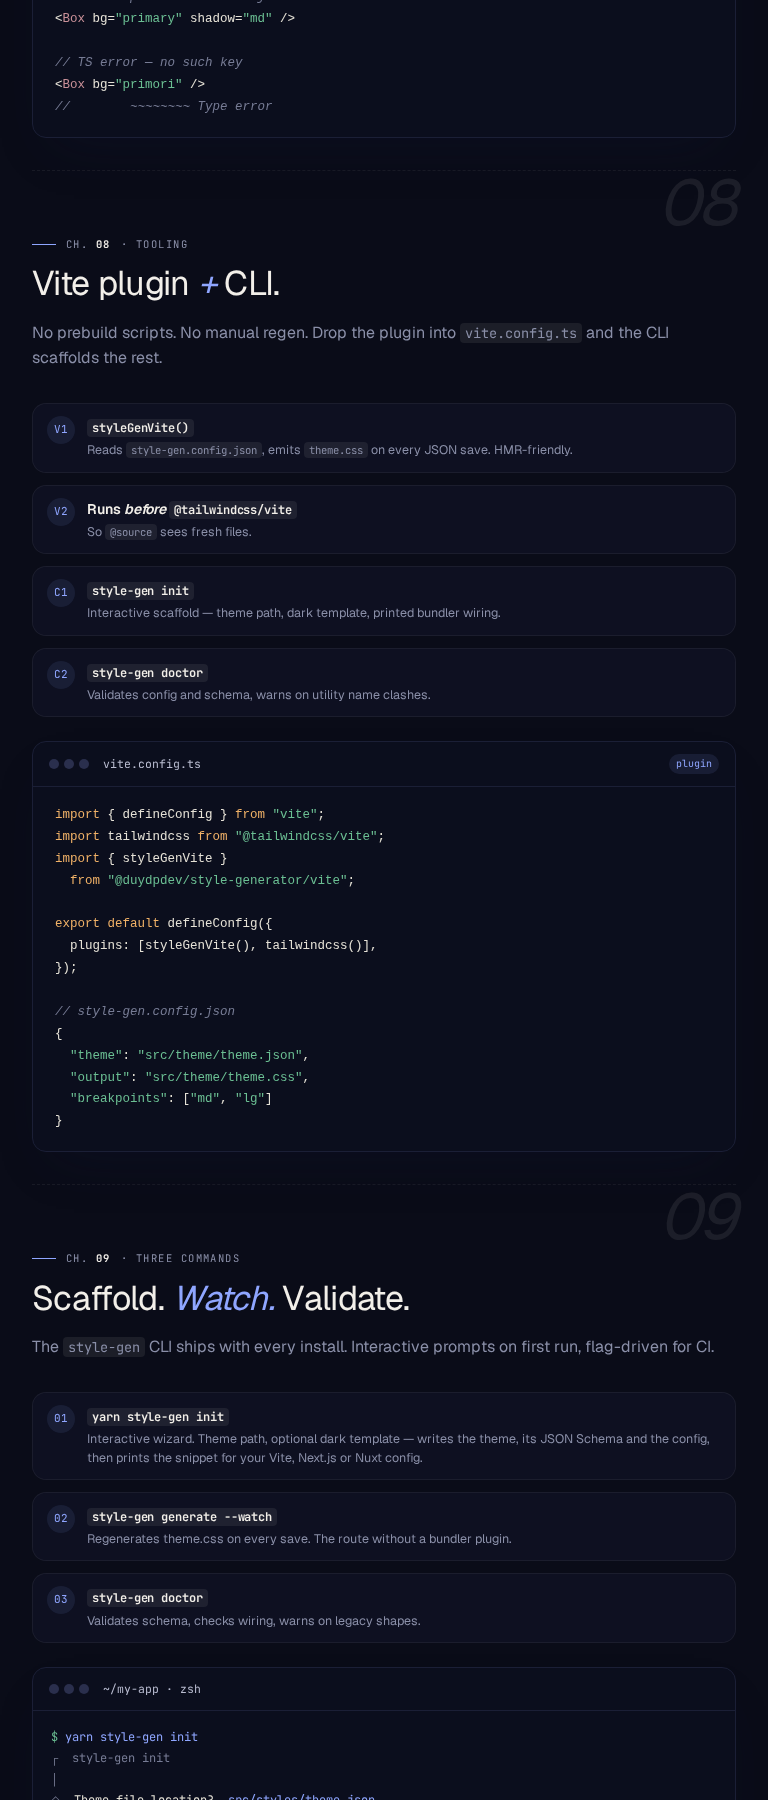 <Box bg="primary" shadow="md" />
// TS error — no such key
<Box bg="primori" />
//        ~~~~~~~~ Type error
08
CH. 08 · TOOLING
Vite plugin + CLI.
No prebuild scripts. No manual regen. Drop the plugin into vite.config.ts and the CLI
scaffolds the rest.
V1
styleGenVite()
Reads style-gen.config.json, emits theme.css on every JSON save. HMR-friendly.
V2
Runs before @tailwindcss/vite
So @source sees fresh files.
C1
style-gen init
Interactive scaffold — theme path, dark template, printed bundler wiring.
C2
style-gen doctor
Validates config and schema, warns on utility name clashes.
vite.config.ts
plugin
import { defineConfig } from "vite";
import tailwindcss from "@tailwindcss/vite";
import { styleGenVite }
  from "@duydpdev/style-generator/vite";
export default defineConfig({
  plugins: [styleGenVite(), tailwindcss()],
});
// style-gen.config.json
{
  "theme": "src/theme/theme.json",
  "output": "src/theme/theme.css",
  "breakpoints": ["md", "lg"]
}
09
CH. 09 · THREE COMMANDS
Scaffold. Watch. Validate.
The style-gen CLI ships with every install. Interactive prompts on first run, flag-driven for CI.
01
yarn style-gen init
Interactive wizard. Theme path, optional dark template — writes the theme, its JSON Schema and the config,
then prints the snippet for your Vite, Next.js or Nuxt config.
02
style-gen generate --watch
Regenerates theme.css on every save. The route without a bundler plugin.
03
style-gen doctor
Validates schema, checks wiring, warns on legacy shapes.
~/my-app · zsh
$ yarn style-gen init
┌  style-gen init
│
◇  Theme file location? src/styles/theme.json